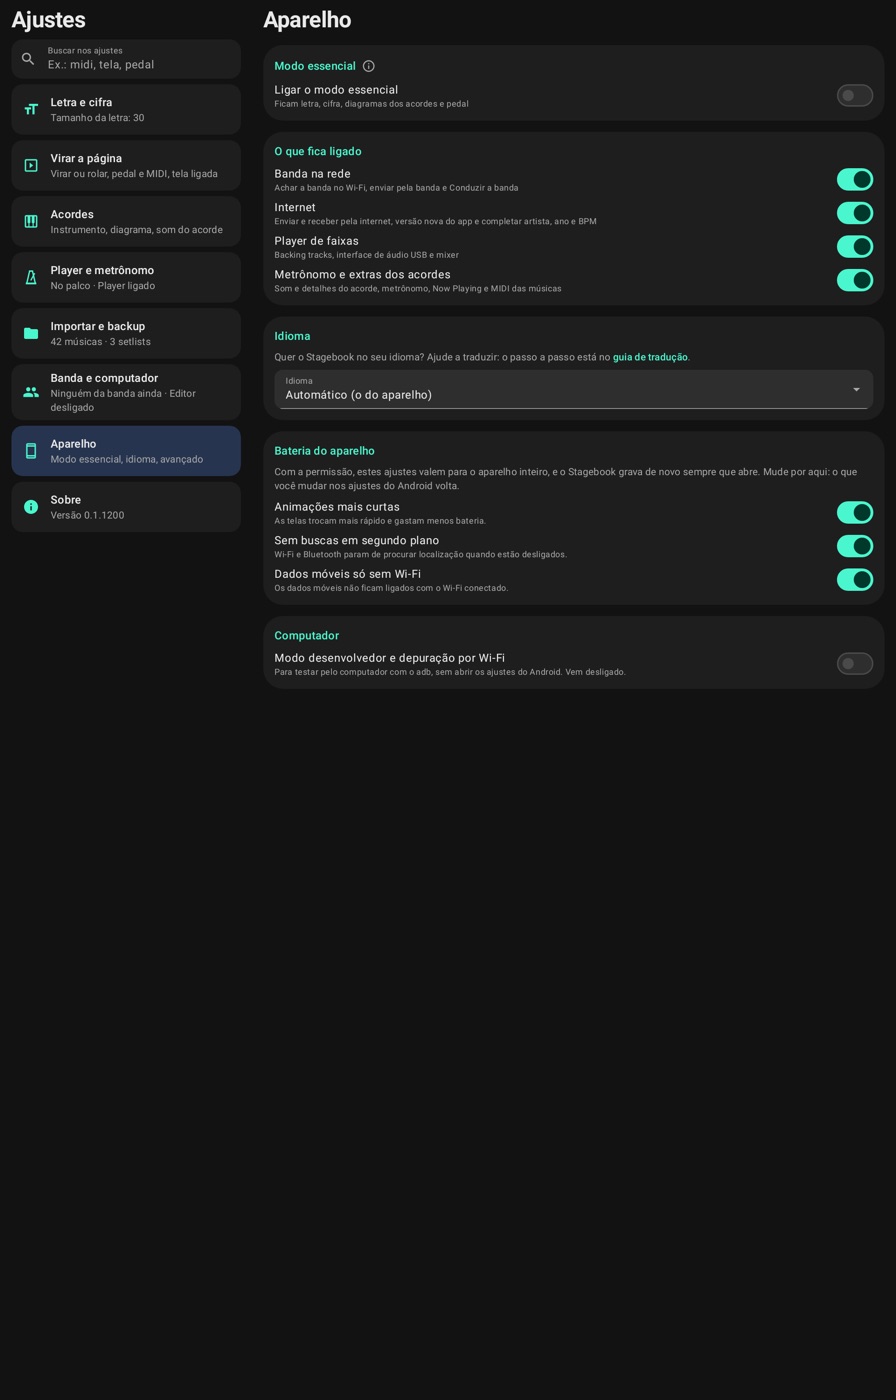 Ajustes
Buscar nos ajustes
Ex.: midi, tela, pedal
Letra e cifra
Tamanho da letra: 30
Virar a página
Virar ou rolar, pedal e MIDI, tela ligada
Acordes
Instrumento, diagrama, som do acorde
Player e metrônomo
No palco · Player ligado
Importar e backup
42 músicas · 3 setlists
Banda e computador
Ninguém da banda ainda · Editor
desligado
Aparelho
Modo essencial, idioma, avançado
Sobre
Versão 0.1.1200
Aparelho
Modo essencial
Ligar o modo essencial
Ficam letra, cifra, diagramas dos acordes e pedal
O que fica ligado
Banda na rede
Achar a banda no Wi-Fi, enviar pela banda e Conduzir a banda
Internet
Enviar e receber pela internet, versão nova do app e completar artista, ano e BPM
Player de faixas
Backing tracks, interface de áudio USB e mixer
Metrônomo e extras dos acordes
Som e detalhes do acorde, metrônomo, Now Playing e MIDI das músicas
Idioma
Quer o Stagebook no seu idioma? Ajude a traduzir: o passo a passo está no guia de tradução.
Idioma
Automático (o do aparelho)
Bateria do aparelho
Com a permissão, estes ajustes valem para o aparelho inteiro, e o Stagebook grava de novo sempre que abre. Mude por aqui: o que
você mudar nos ajustes do Android volta.
Animações mais curtas
As telas trocam mais rápido e gastam menos bateria.
Sem buscas em segundo plano
Wi-Fi e Bluetooth param de procurar localização quando estão desligados.
Dados móveis só sem Wi-Fi
Os dados móveis não ficam ligados com o Wi-Fi conectado.
Computador
Modo desenvolvedor e depuração por Wi-Fi
Para testar pelo computador com o adb, sem abrir os ajustes do Android. Vem desligado.